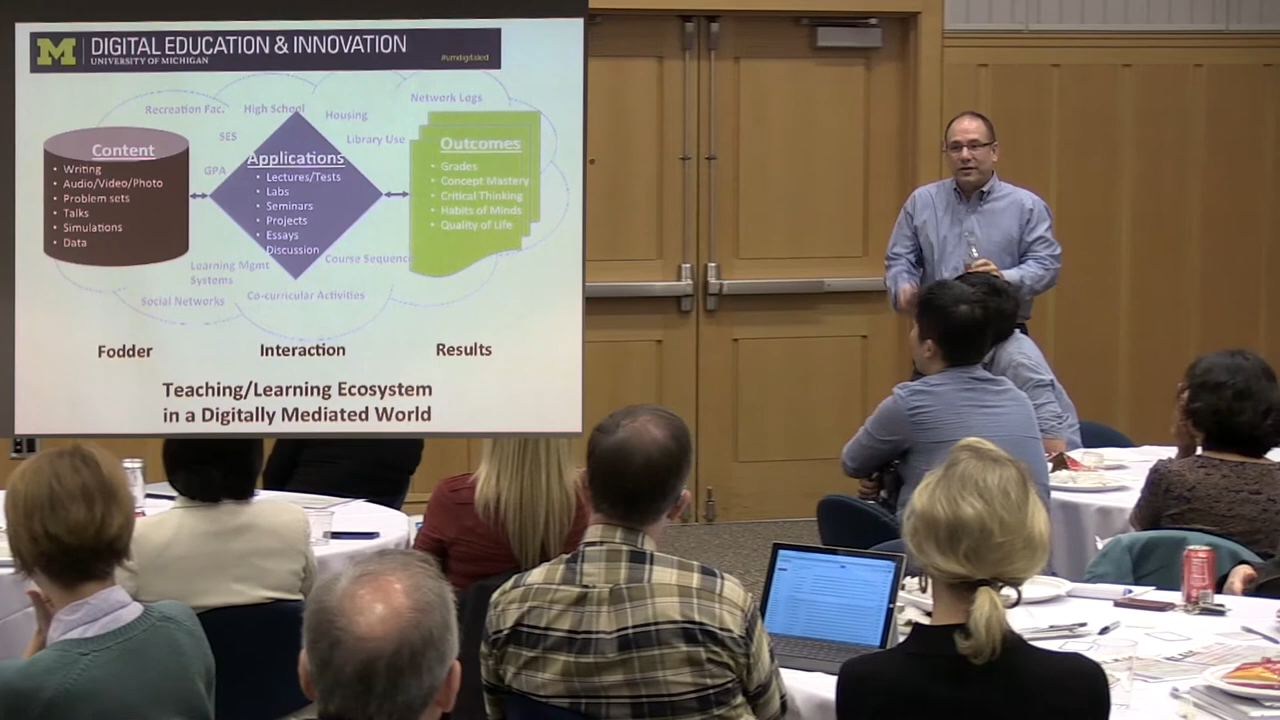 M DIGITAL EDUCATION & INNOVATION
UNIVERSITY OF MICHIGAN
#umdigitaled
Recreation Fac.
High School
Housing
Network Logs
SES
Library Use
GPA
Content
• Writing
• Audio/Video/Photo
• Problem sets
• Talks
• Simulations
• Data
Applications
• Lectures/Tests
• Labs
• Seminars
• Projects
• Essays
Discussion
Outcomes
• Grades
• Concept Mastery
• Critical Thinking
• Habits of Minds
• Quality of Life
Learning Mgmt
Systems
Course Sequence
Social Networks
Co-curricular Activities
Fodder
Interaction
Results
Teaching/Learning Ecosystem
in a Digitally Mediated World